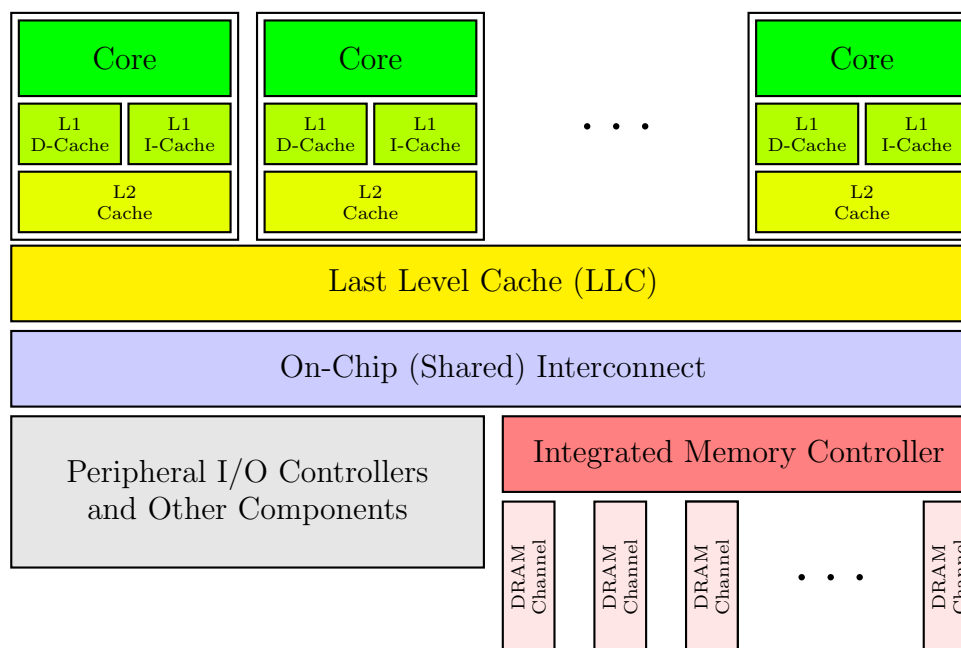 Core
L1
D-Cache
L1
I-Cache
L2
Cache
Core
L1
D-Cache
L1
I-Cache
L2
Cache
. . .
Core
L1
D-Cache
L1
I-Cache
L2
Cache
Last Level Cache (LLC)
On-Chip (Shared) Interconnect
Peripheral I/O Controllers
and Other Components
Integrated Memory Controller
DRAM
Channel
DRAM
Channel
DRAM
Channel
. . .
DRAM
Channel